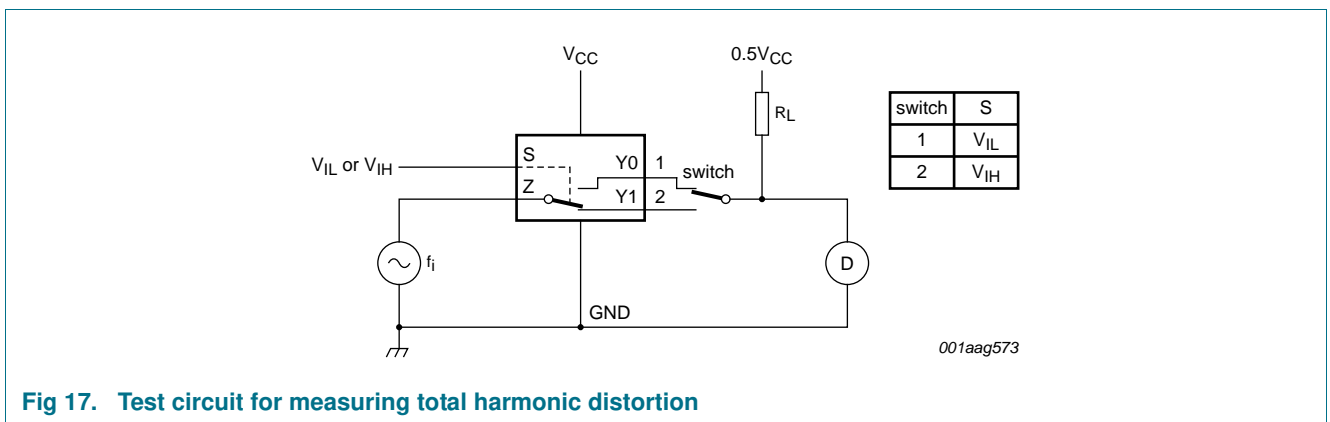 VCC
0.5VCC
RL
switch S
1 VIL
2 VIH
VIL or VIH
S
Y0 1
switch
Z
Y1 2
fi
D
GND
001aag573
Fig 17. Test circuit for measuring total harmonic distortion